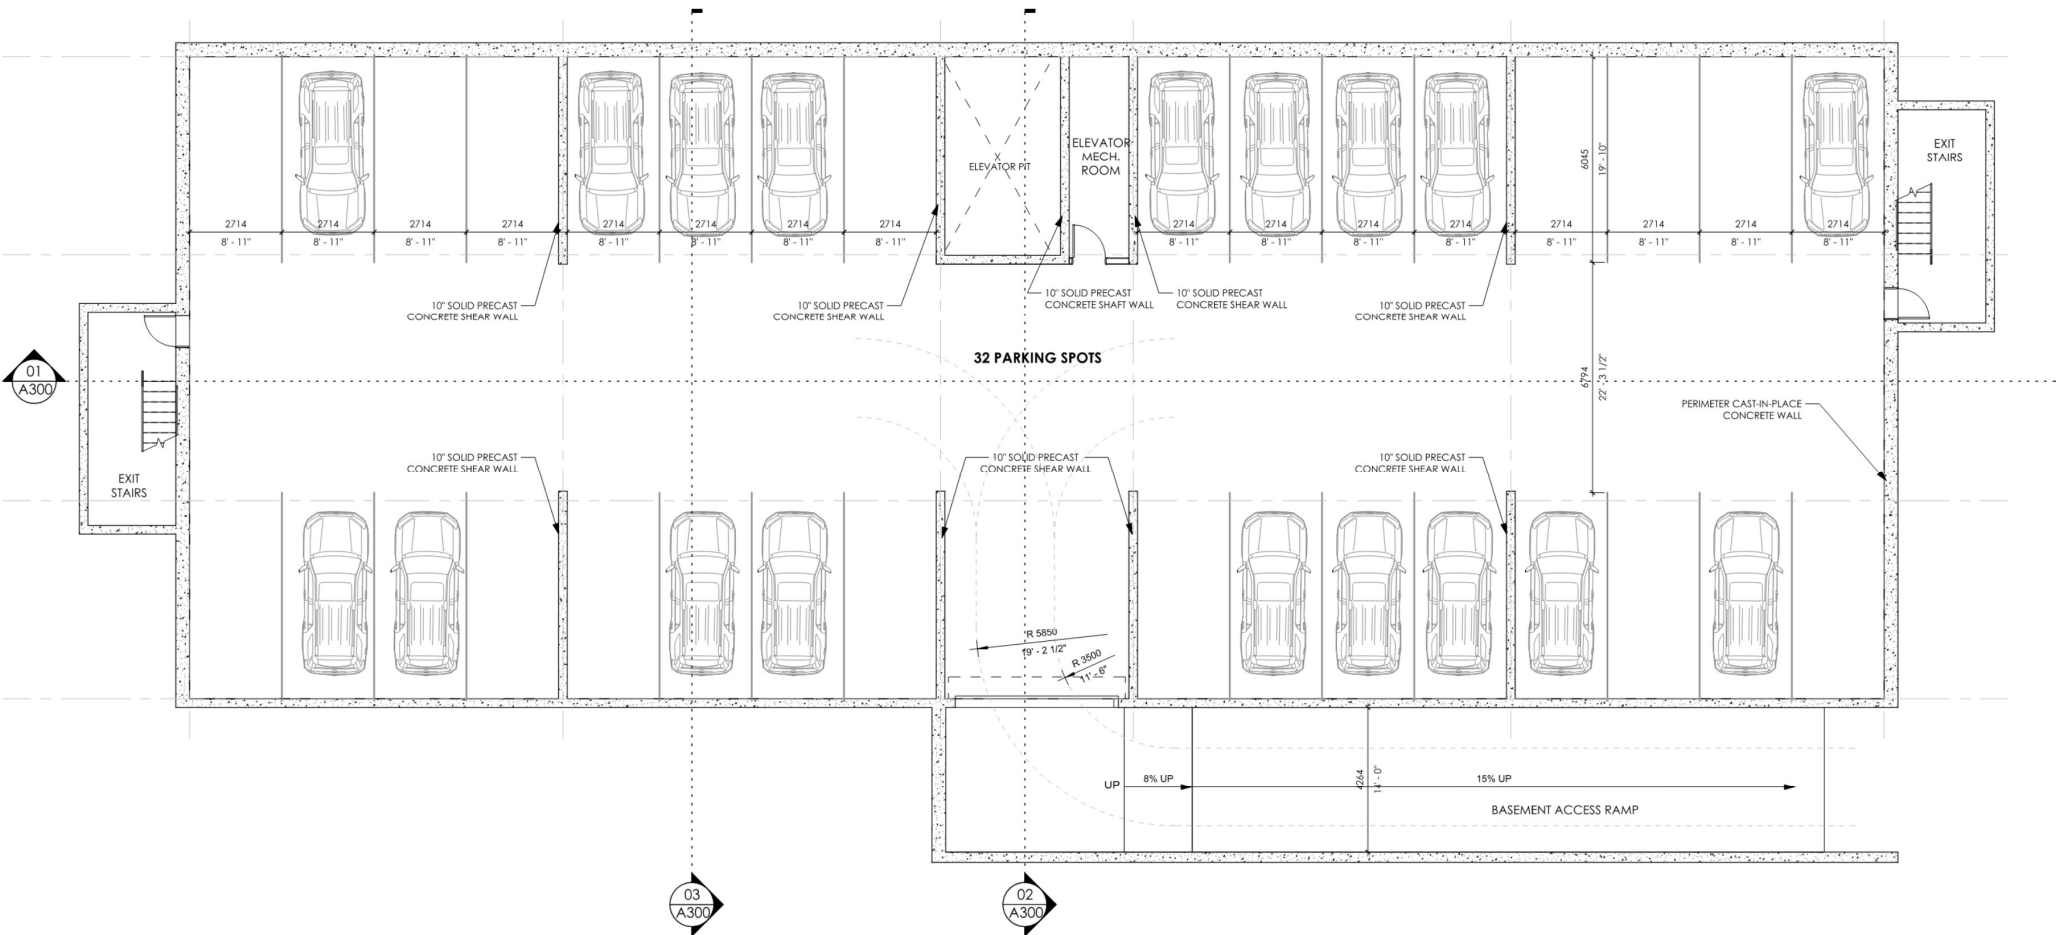 2714 2714 2714 2714 2714 2714 2714 2714 2714 2714 2714 2714 2714 2714 2714 2714
8' - 11" 8' - 11" 8' - 11" 8' - 11" 8' - 11" 8' - 11" 8' - 11" 8' - 11" 8' - 11" 8' - 11" 8' - 11" 8' - 11" 8' - 11" 8' - 11" 8' - 11" 8' - 11"
ELEVATOR PIT
ELEVATOR
MECH.
ROOM
6045
19' - 10"
EXIT
STAIRS
10" SOLID PRECAST
CONCRETE SHEAR WALL
10" SOLID PRECAST
CONCRETE SHEAR WALL
10" SOLID PRECAST
CONCRETE SHAFT WALL
10" SOLID PRECAST
CONCRETE SHEAR WALL
10" SOLID PRECAST
CONCRETE SHEAR WALL
32 PARKING SPOTS
01
A300
6794
22' - 3 1/2"
PERIMETER CAST-IN-PLACE
CONCRETE WALL
EXIT
STAIRS
10" SOLID PRECAST
CONCRETE SHEAR WALL
10" SOLID PRECAST
CONCRETE SHEAR WALL
10" SOLID PRECAST
CONCRETE SHEAR WALL
R 5850
19' - 2 1/2"
R 3500
11' - 6"
UP
8% UP
4264
14' - 0"
15% UP
BASEMENT ACCESS RAMP
03
A300
02
A300